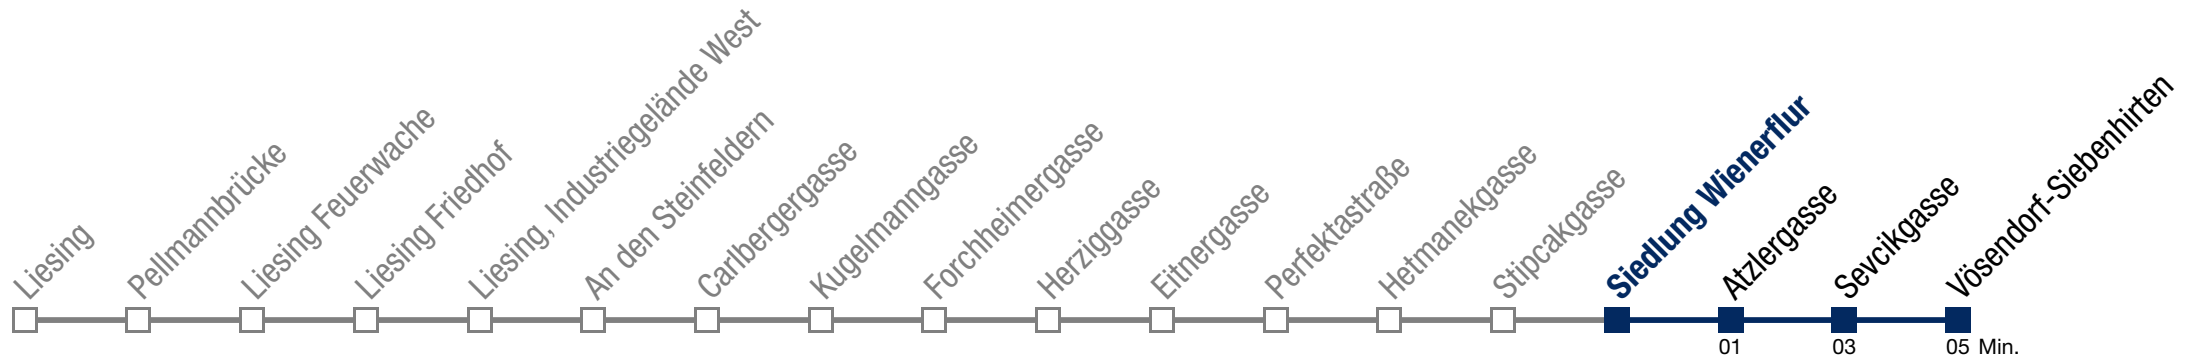 Liesing
Pellmannbrücke
Liesing Feuerwache
Liesing Friedhof
Liesing, Industriegelände West
An den Steinfeldern
Carlbergergasse
Kugelmanngasse
Forchheimergasse
Herziggasse
Eitnergasse
Perfektastraße
Hetmanekgasse
Stipcakgasse
Siedlung Wienerflur
Atzlergasse
Sevcikgasse
Vösendorf-Siebenhirten
01 03 05 Min.